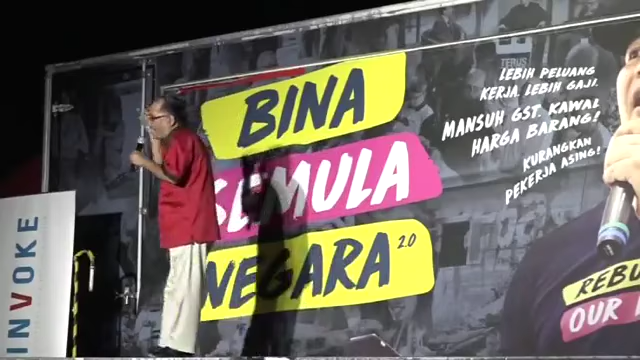 BINA
SEMULA
NEGARA 2.0
TERUS
LEBIH PELUANG
KERJA. LEBIH GAJI.
MANSUH GST. KAWAL
HARGA BARANG!
KURANGKAN
PEKERJA ASING!
INVOKE
REBU
OUR